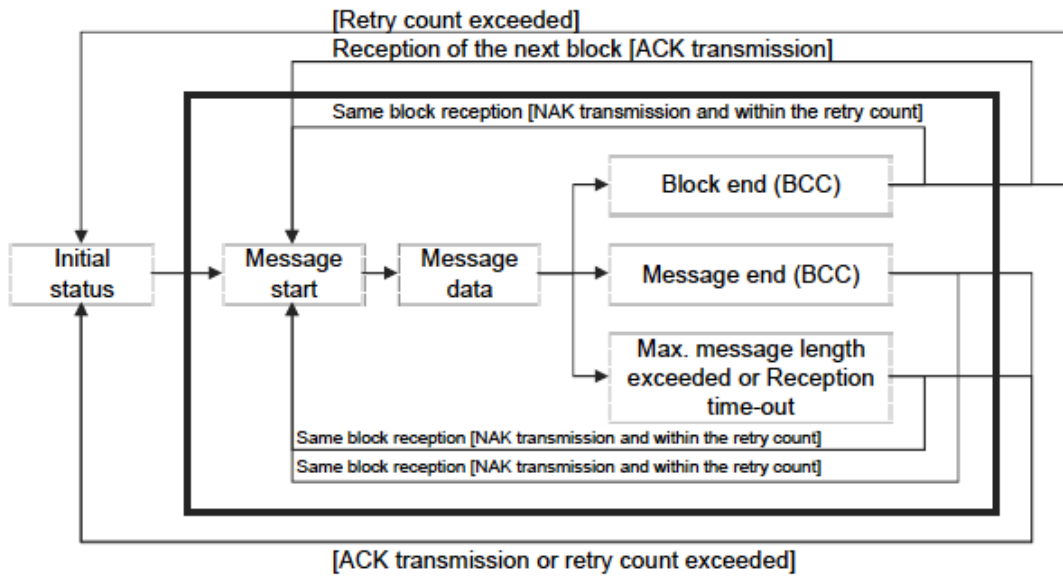 [Retry count exceeded]
Reception of the next block [ACK transmission]
Same block reception [NAK transmission and within the retry count]
Block end (BCC)
Initial
status
Message
start
Message
data
Message end (BCC)
Max. message length
exceeded or Reception
time-out
Same block reception [NAK transmission and within the retry count]
Same block reception [NAK transmission and within the retry count]
[ACK transmission or retry count exceeded]